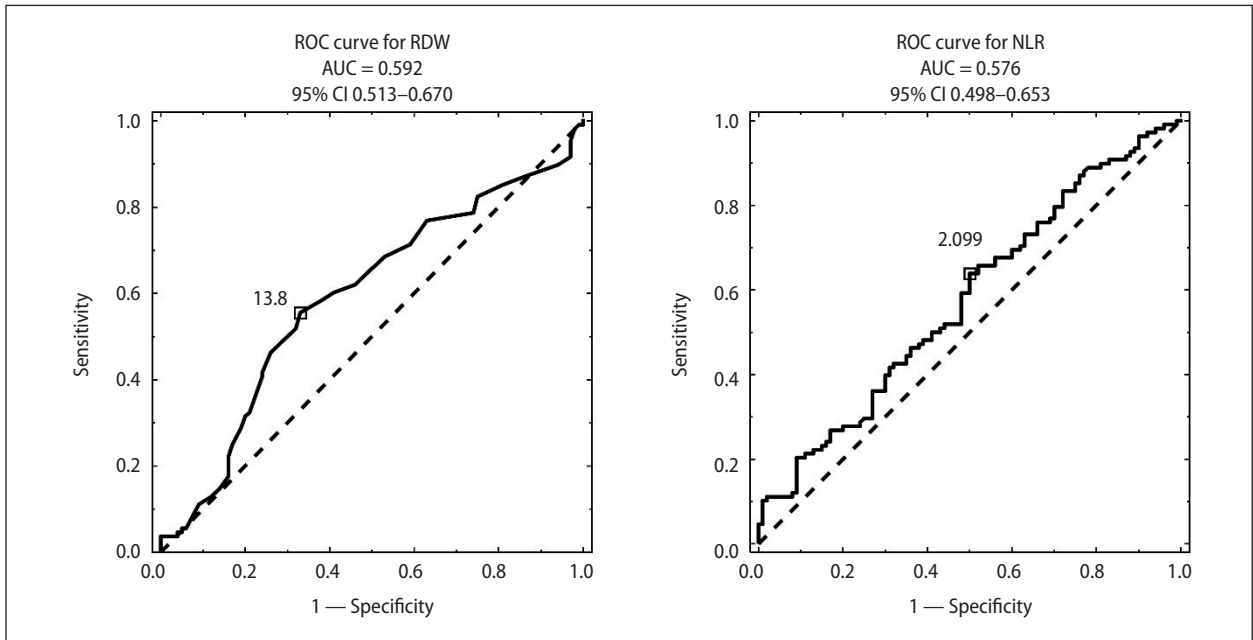 ROC curve for RDW
AUC = 0.592
95% CI 0.513–0.670
1.0
0.8
0.6
0.4
0.2
0.0
Sensitivity
13.8
0.0 0.2 0.4 0.6 0.8 1.0
1 — Specificity
ROC curve for NLR
AUC = 0.576
95% CI 0.498–0.653
1.0
0.8
0.6
0.4
0.2
0.0
Sensitivity
2.099
0.0 0.2 0.4 0.6 0.8 1.0
1 — Specificity